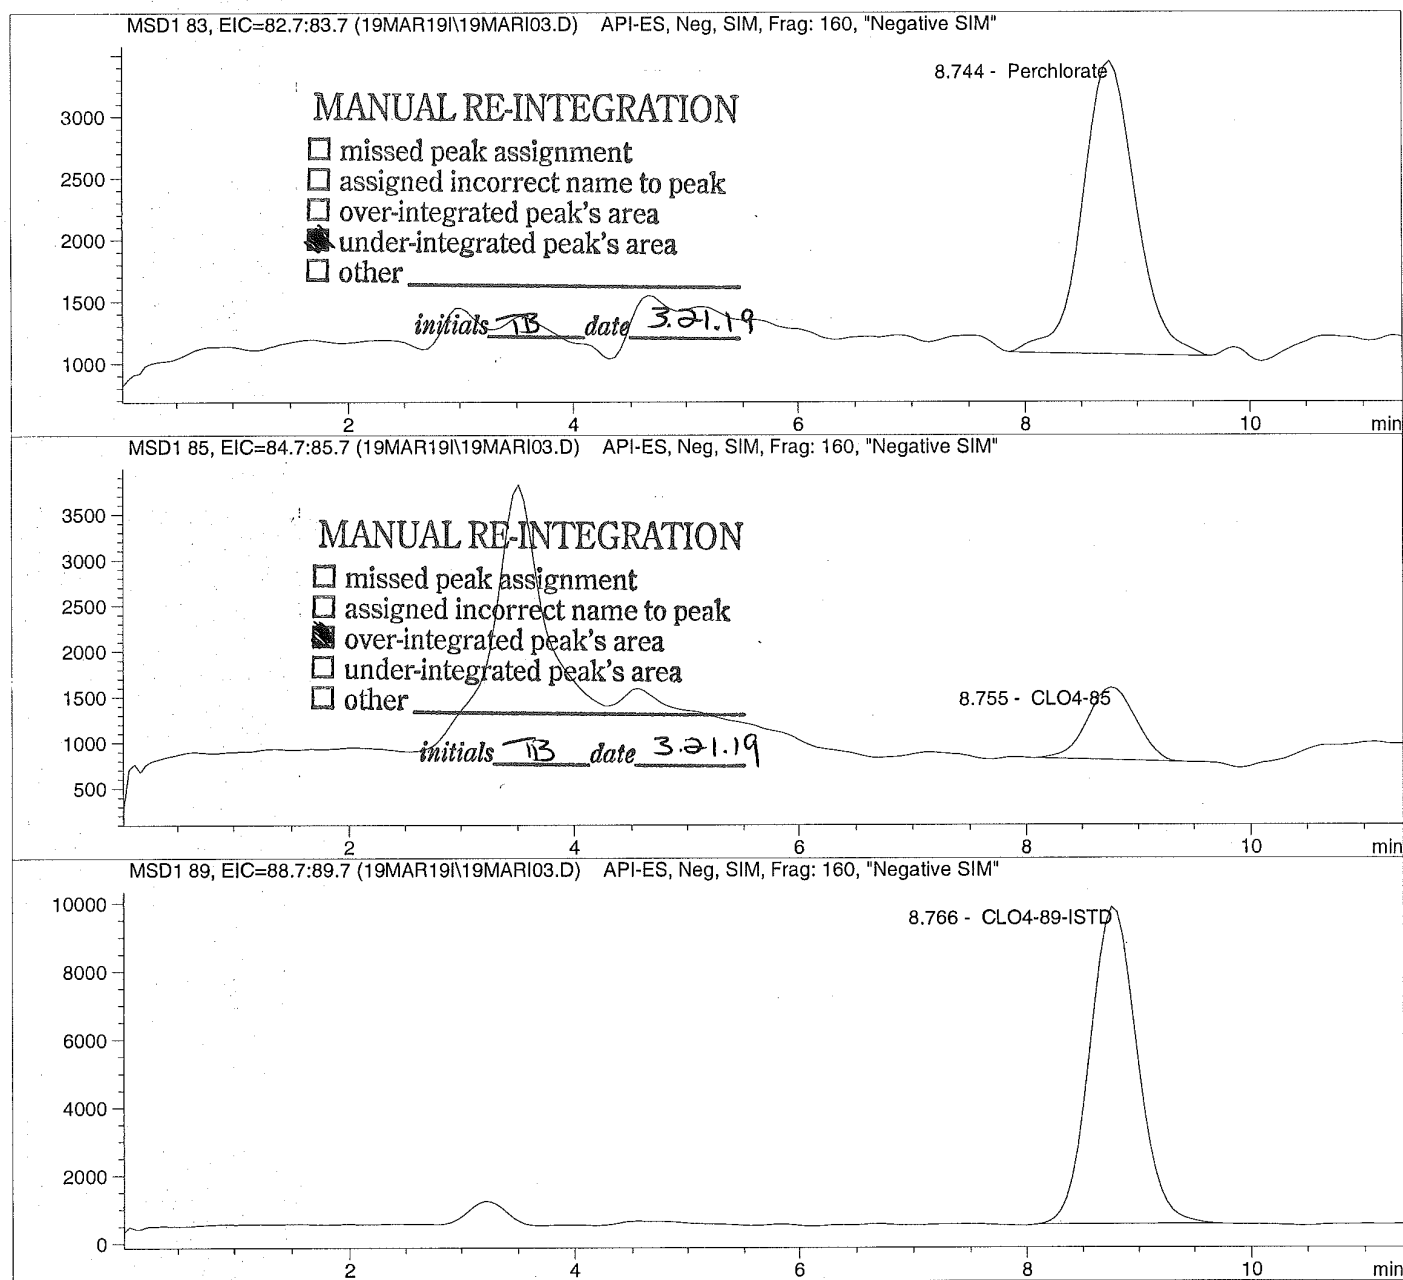 MSD1 83, EIC=82.7:83.7 (19MAR19I\19MARI03.D) API-ES, Neg, SIM, Frag: 160, "Negative SIM"
8.744 - Perchlorate
MANUAL RE-INTEGRATION
3000
☐ missed peak assignment
2500
☐ assigned incorrect name to peak
☐ over-integrated peak's area
2000
■ under-integrated peak's area
☐ other
1500
initials TB date 3.21.19
1000
2 4 6 8 10 min
MSD1 85, EIC=84.7:85.7 (19MAR19I\19MARI03.D) API-ES, Neg, SIM, Frag: 160, "Negative SIM"
3500
MANUAL RE-INTEGRATION
3000
☐ missed peak assignment
2500
☐ assigned incorrect name to peak
■ over-integrated peak's area
2000
☐ under-integrated peak's area
1500
☐ other
8.755 - CLO4-85
1000
initials TB date 3.21.19
500
2 4 6 8 10 min
MSD1 89, EIC=88.7:89.7 (19MAR19I\19MARI03.D) API-ES, Neg, SIM, Frag: 160, "Negative SIM"
10000
8.766 - CLO4-89-ISTD
8000
6000
4000
2000
0
2 4 6 8 10 min